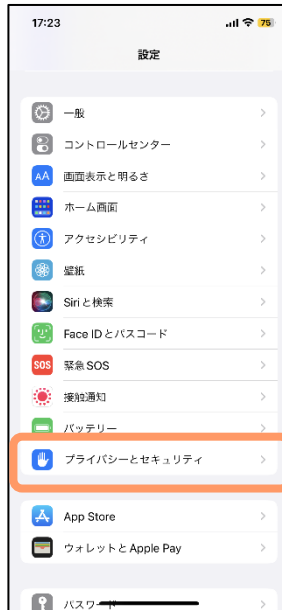 17:23 75
設定
一般
コントロールセンター
画面表示と明るさ
AA
ホーム画面
アクセシビリティ
壁紙
Siriと検索
Face IDとパスコード
SOS 緊急SOS
接触通知
バッテリー
プライバシーとセキュリティ
App Store
ウォレットとApple Pay
パスワード